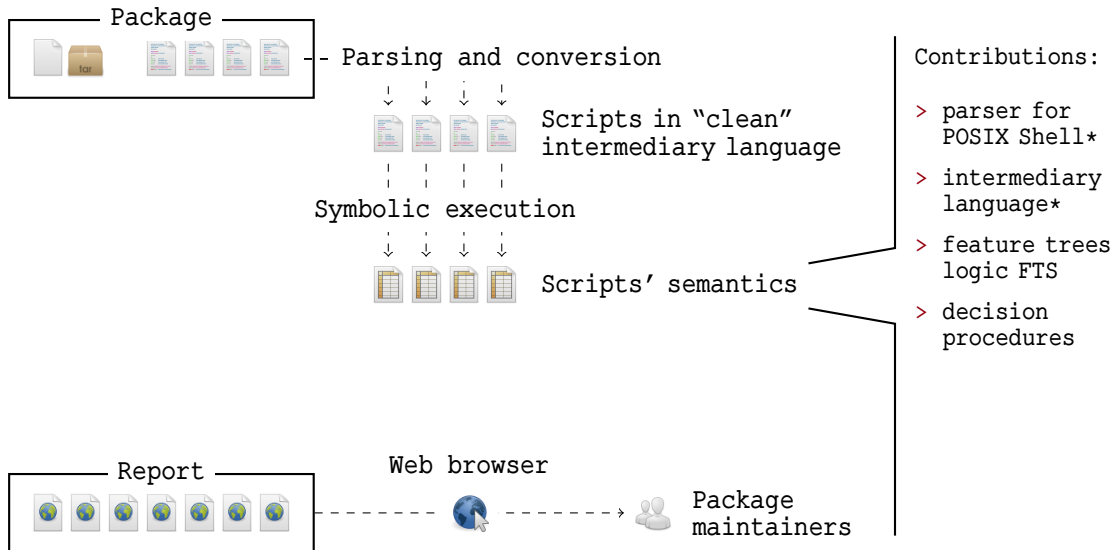 Package
tar
Parsing and conversion
Scripts in “clean”
intermediary language
Symbolic execution
Scripts’ semantics
Report
Web browser
Package
maintainers
Contributions:
> parser for
POSIX Shell*
> intermediary
language*
> feature trees
logic FTS
> decision
procedures